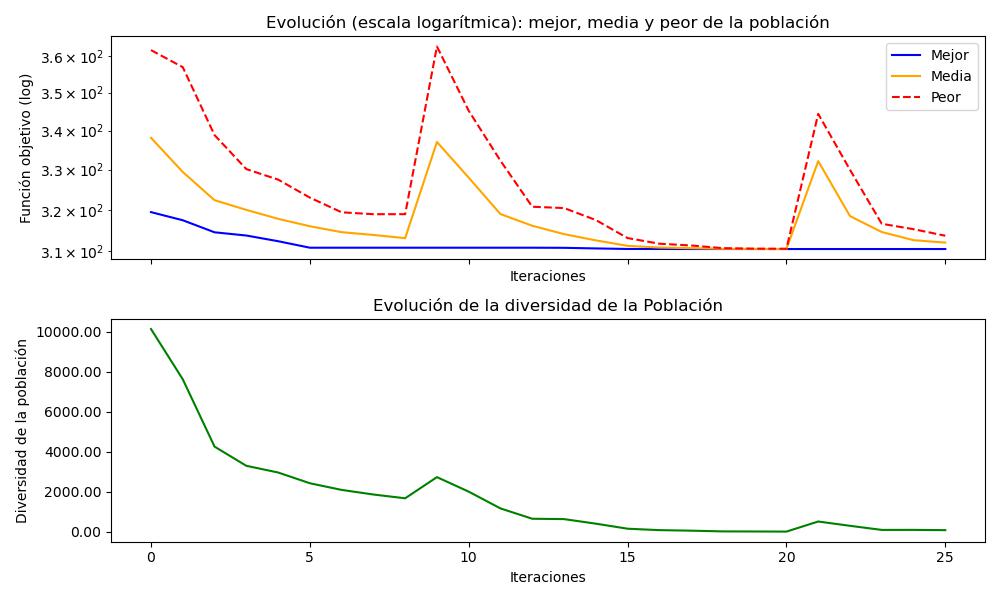 Evolución (escala logarítmica): mejor, media y peor de la población
Función objetivo (log)
3.6 × 10²
3.5 × 10²
3.4 × 10²
3.3 × 10²
3.2 × 10²
3.1 × 10²
Mejor
Media
Peor
Iteraciones
Evolución de la diversidad de la Población
Diversidad de la población
10000.00
8000.00
6000.00
4000.00
2000.00
0.00
0 5 10 15 20 25
Iteraciones